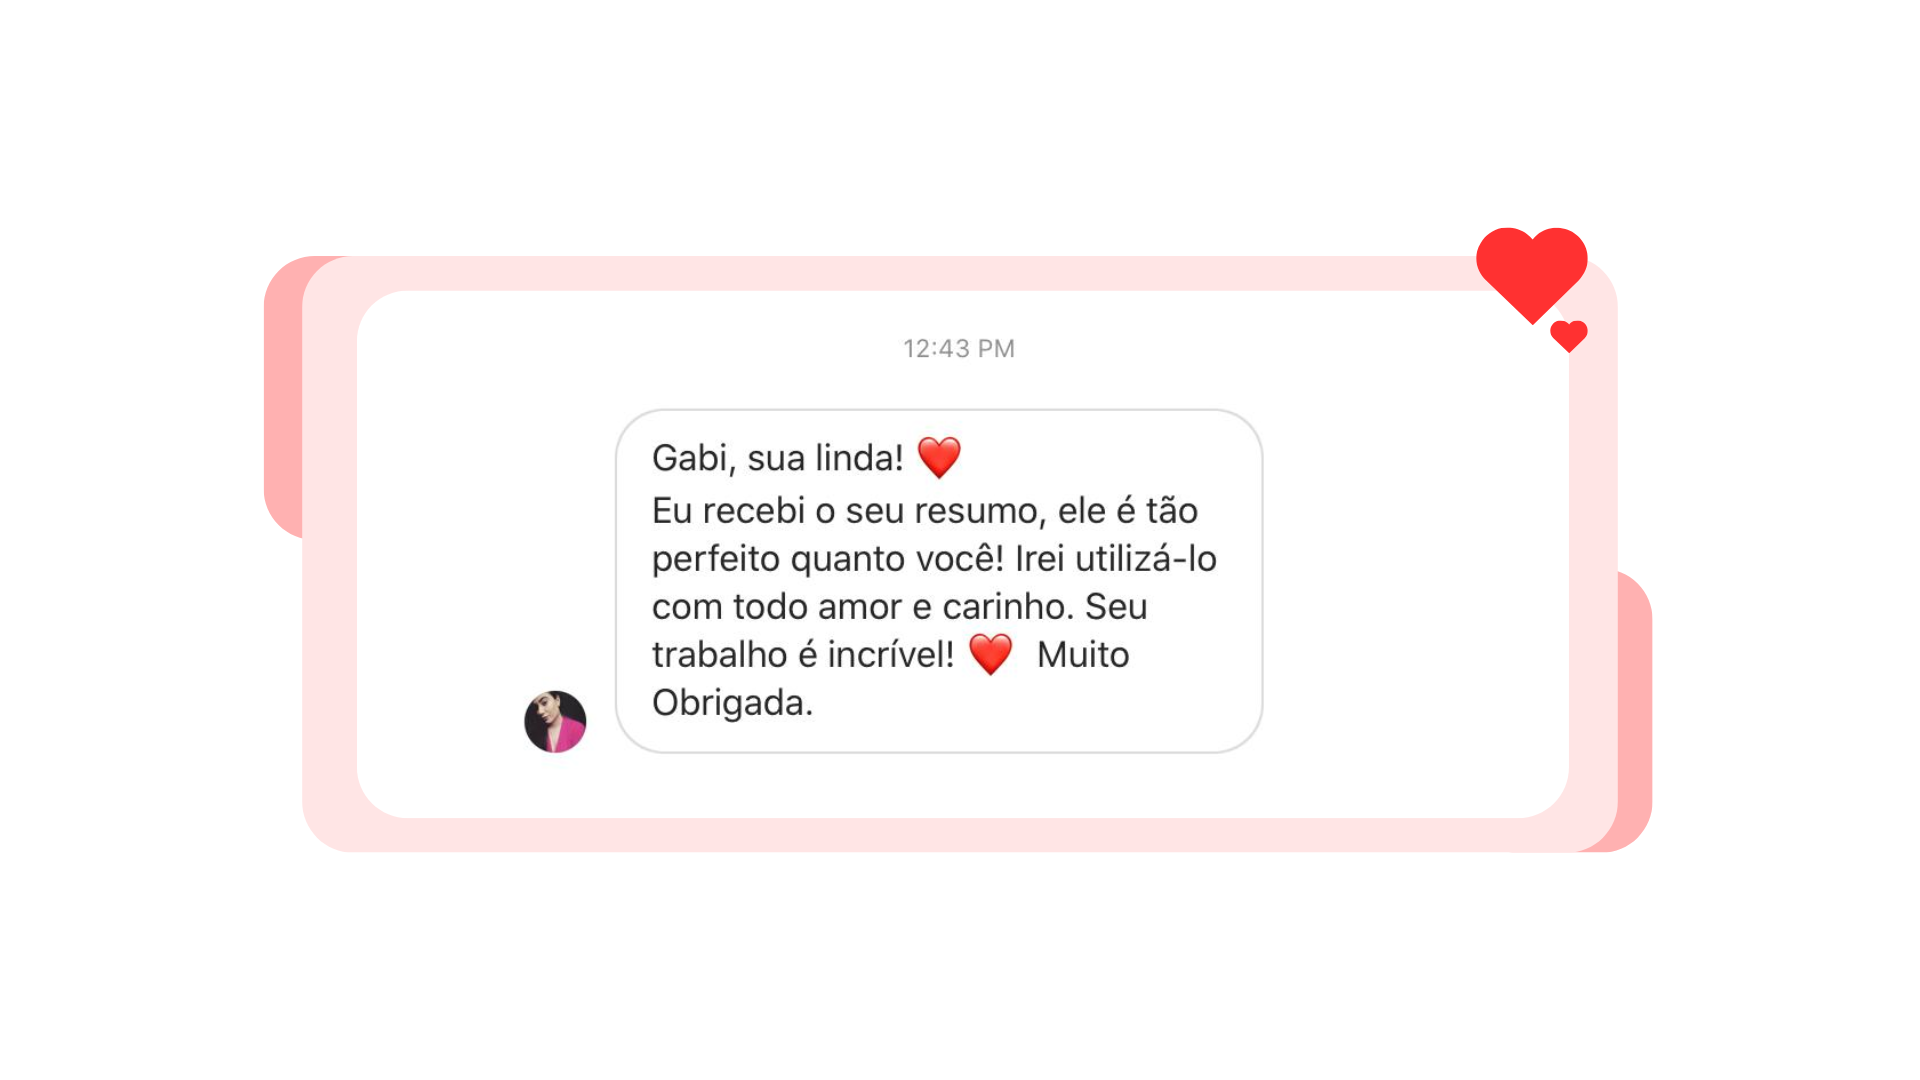 12:43 PM
Gabi, sua linda! ❤️
Eu recebi o seu resumo, ele é tão
perfeito quanto você! Irei utilizá-lo
com todo amor e carinho. Seu
trabalho é incrível! ❤️ Muito
Obrigada.